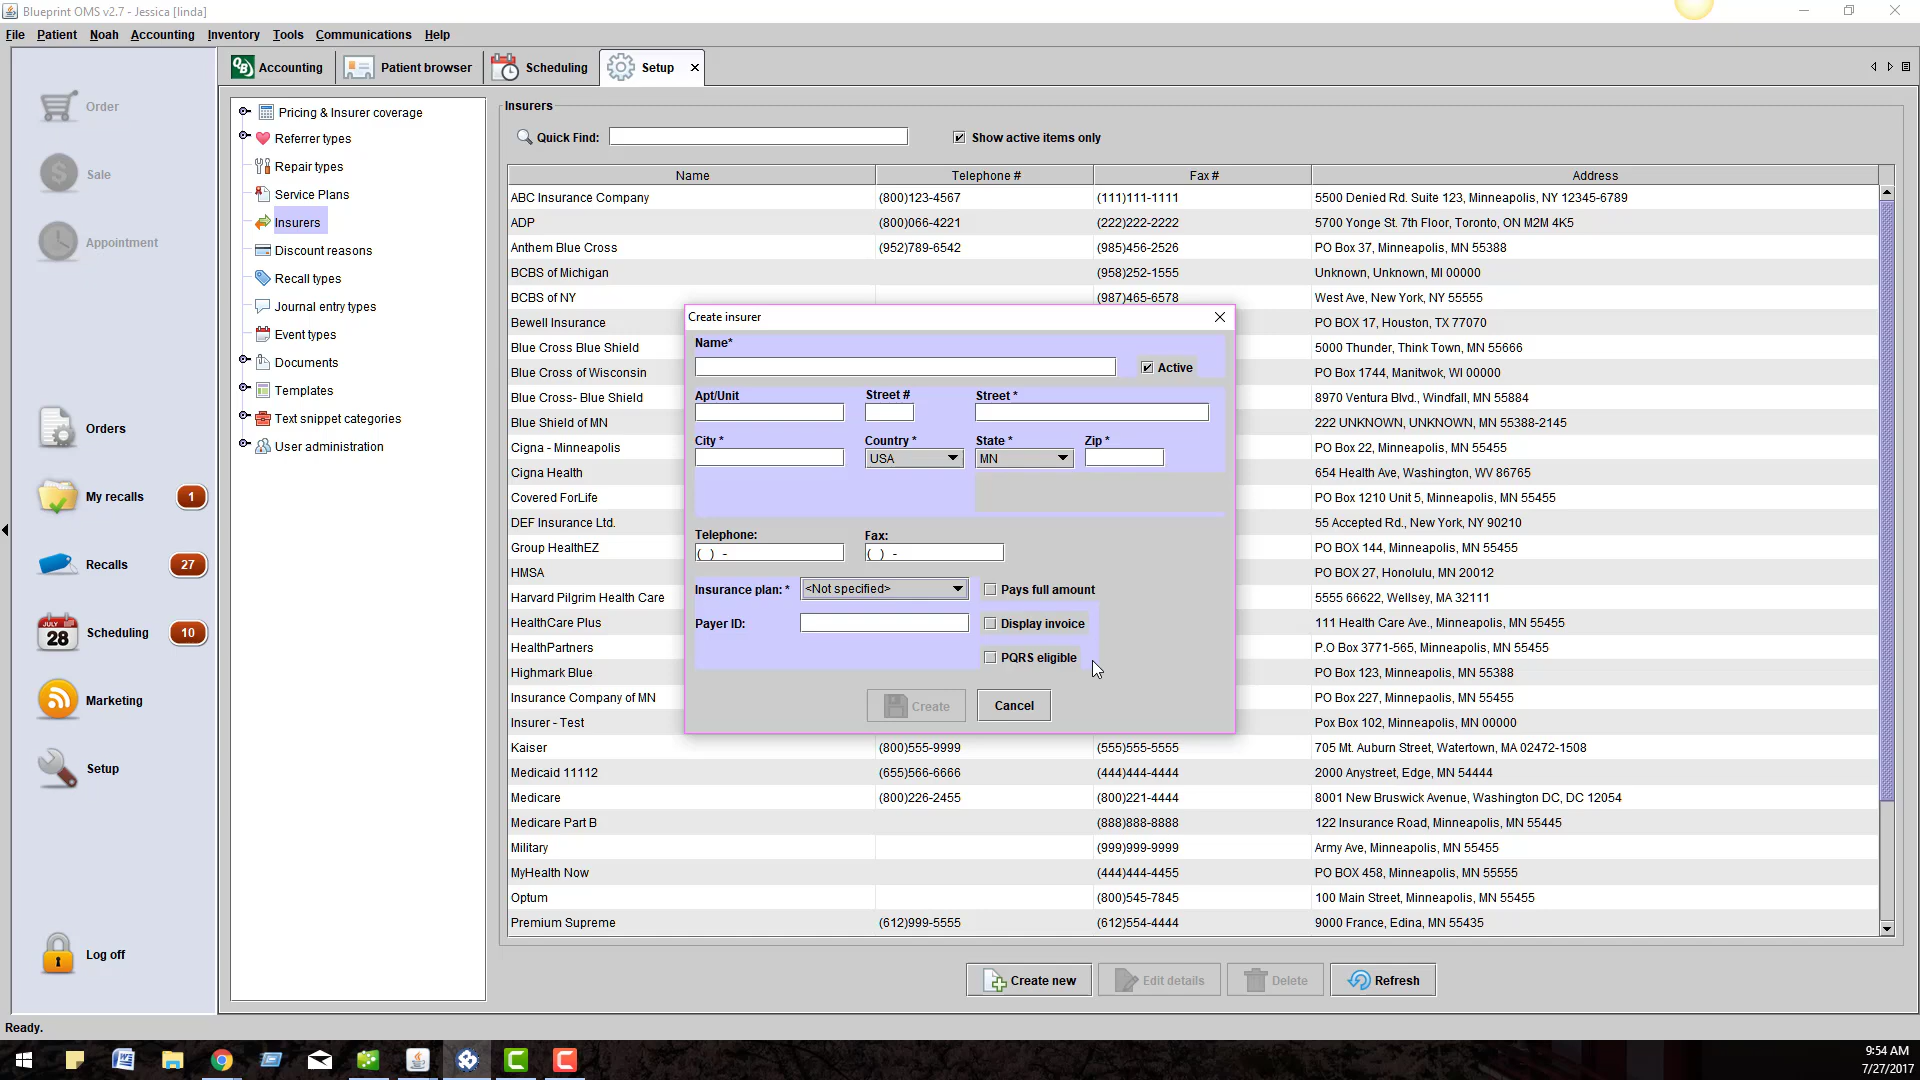 Blueprint OMS v2.7 - Jessica [linda]
File Patient Noah Accounting Inventory Tools Communications Help
Accounting Patient browser Scheduling Setup
Order
Sale
Appointment
Orders
My recalls 1
Recalls 27
JULY 28 Scheduling 10
Marketing
Setup
Log off
Pricing & Insurer coverage
Referrer types
Repair types
Service Plans
Insurers
Discount reasons
Recall types
Journal entry types
Event types
Documents
Templates
Text snippet categories
User administration
Insurers
Quick Find: Show active items only
Name Telephone # Fax # Address
ABC Insurance Company (800)123-4567 (111)111-1111 5500 Denied Rd. Suite 123, Minneapolis, NY 12345-6789
ADP (800)066-4221 (222)222-2222 5700 Yonge St. 7th Floor, Toronto, ON M2M 4K5
Anthem Blue Cross (952)789-6542 (985)456-2526 PO Box 37, Minneapolis, MN 55388
BCBS of Michigan (958)252-1555 Unknown, Unknown, MI 00000
BCBS of NY (987)465-6578 West Ave, New York, NY 55555
Bewell Insurance PO BOX 17, Houston, TX 77070
Blue Cross Blue Shield 5000 Thunder, Think Town, MN 55666
Blue Cross of Wisconsin PO Box 1744, Manitwok, WI 00000
Blue Cross- Blue Shield 8970 Ventura Blvd., Windfall, MN 55884
Blue Shield of MN 222 UNKNOWN, UNKNOWN, MN 55388-2145
Cigna - Minneapolis PO Box 22, Minneapolis, MN 55455
Cigna Health 654 Health Ave, Washington, WV 86765
Covered ForLife PO Box 1210 Unit 5, Minneapolis, MN 55455
DEF Insurance Ltd. 55 Accepted Rd., New York, NY 90210
Group HealthEZ PO BOX 144, Minneapolis, MN 55455
HMSA PO BOX 27, Honolulu, MN 20012
Harvard Pilgrim Health Care 5555 66622, Wellsey, MA 32111
HealthCare Plus 111 Health Care Ave., Minneapolis, MN 55455
HealthPartners P.O Box 3771-565, Minneapolis, MN 55455
Highmark Blue PO Box 123, Minneapolis, MN 55388
Insurance Company of MN PO Box 227, Minnepaolis, MN 55455
Insurer - Test Pox Box 102, Minneapolis, MN 00000
Kaiser (800)555-9999 (555)555-5555 705 Mt. Auburn Street, Watertown, MA 02472-1508
Medicaid 11112 (655)566-6666 (444)444-4444 2000 Anystreet, Edge, MN 54444
Medicare (800)226-2455 (800)221-4444 8001 New Bruswick Avenue, Washington DC, DC 12054
Medicare Part B (888)888-8888 122 Insurance Road, Minneapolis, MN 55445
Military (999)999-9999 Army Ave, Minneapolis, MN 55455
MyHealth Now (444)444-4455 PO BOX 458, Minneapolis, MN 55555
Optum (800)545-7845 100 Main Street, Minneapolis, MN 55455
Premium Supreme (612)999-5555 (612)554-4444 9000 France, Edina, MN 55435
Create insurer
Name*
Active
Apt/Unit Street # Street *
City * Country * State * Zip *
USA MN
Telephone: Fax:
( ) - ( ) -
Insurance plan: * <Not specified> Pays full amount
Payer ID: Display invoice
PQRS eligible
Create Cancel
Create new Edit details Delete Refresh
Ready.
9:54 AM
7/27/2017